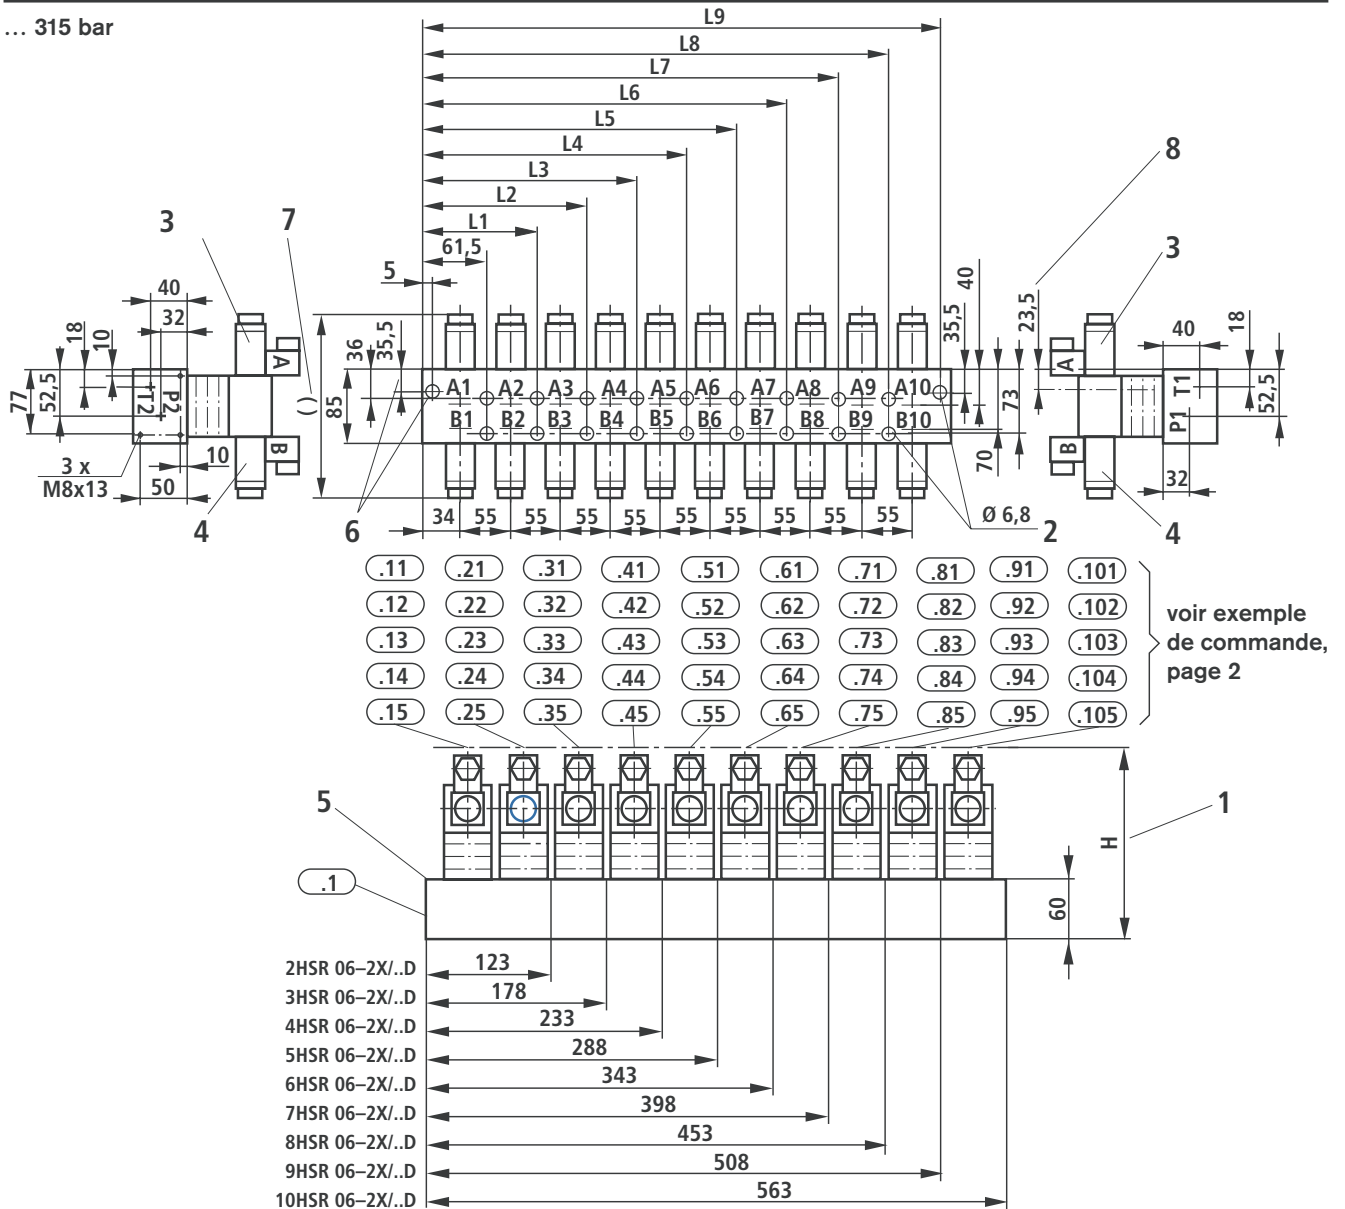 ... 315 bar
L9
L8
L7
L6
L5
L4
L3
L2
L1
61,5
5
8
3
7
3
40
32
18
10
77
52,5
T2
P2
A
B
10
3 x
M8x13
50
4
( )
85
36
35,5
A1 A2 A3 A4 A5 A6 A7 A8 A9 A10
B1 B2 B3 B4 B5 B6 B7 B8 B9 B10
40
35,5
73
70
23,5
A
B
40
18
52,5
T1
P1
32
4
6
34 55 55 55 55 55 55 55 55 55
Ø 6,8
2
.11 .21 .31 .41 .51 .61 .71 .81 .91 .101
.12 .22 .32 .42 .52 .62 .72 .82 .92 .102
.13 .23 .33 .43 .53 .63 .73 .83 .93 .103
.14 .24 .34 .44 .54 .64 .74 .84 .94 .104
.15 .25 .35 .45 .55 .65 .75 .85 .95 .105
voir exemple
de commande,
page 2
5
1
H
.1
60
2HSR 06–2X/..D 123
3HSR 06–2X/..D 178
4HSR 06–2X/..D 233
5HSR 06–2X/..D 288
6HSR 06–2X/..D 343
7HSR 06–2X/..D 398
8HSR 06–2X/..D 453
9HSR 06–2X/..D 508
10HSR 06–2X/..D 563